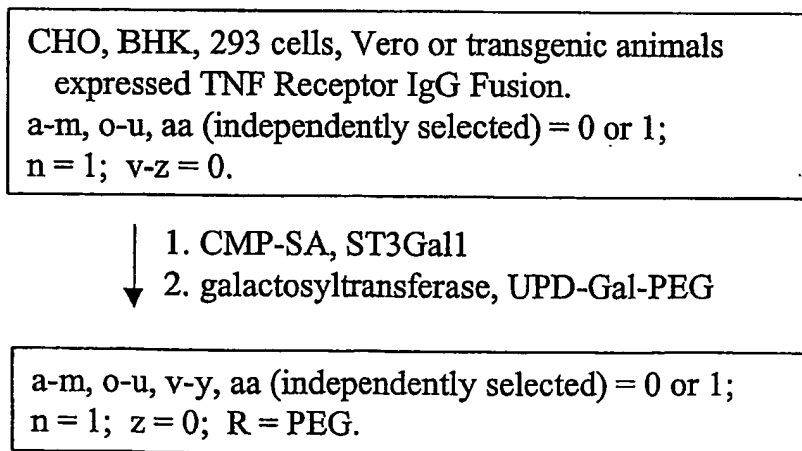 CHO, BHK, 293 cells, Vero or transgenic animals
expressed TNF Receptor IgG Fusion.
a-m, o-u, aa (independently selected) = 0 or 1;
n = 1; v-z = 0.
1. CMP-SA, ST3Gal1
2. galactosyltransferase, UPD-Gal-PEG
a-m, o-u, v-y, aa (independently selected) = 0 or 1;
n = 1; z = 0; R = PEG.